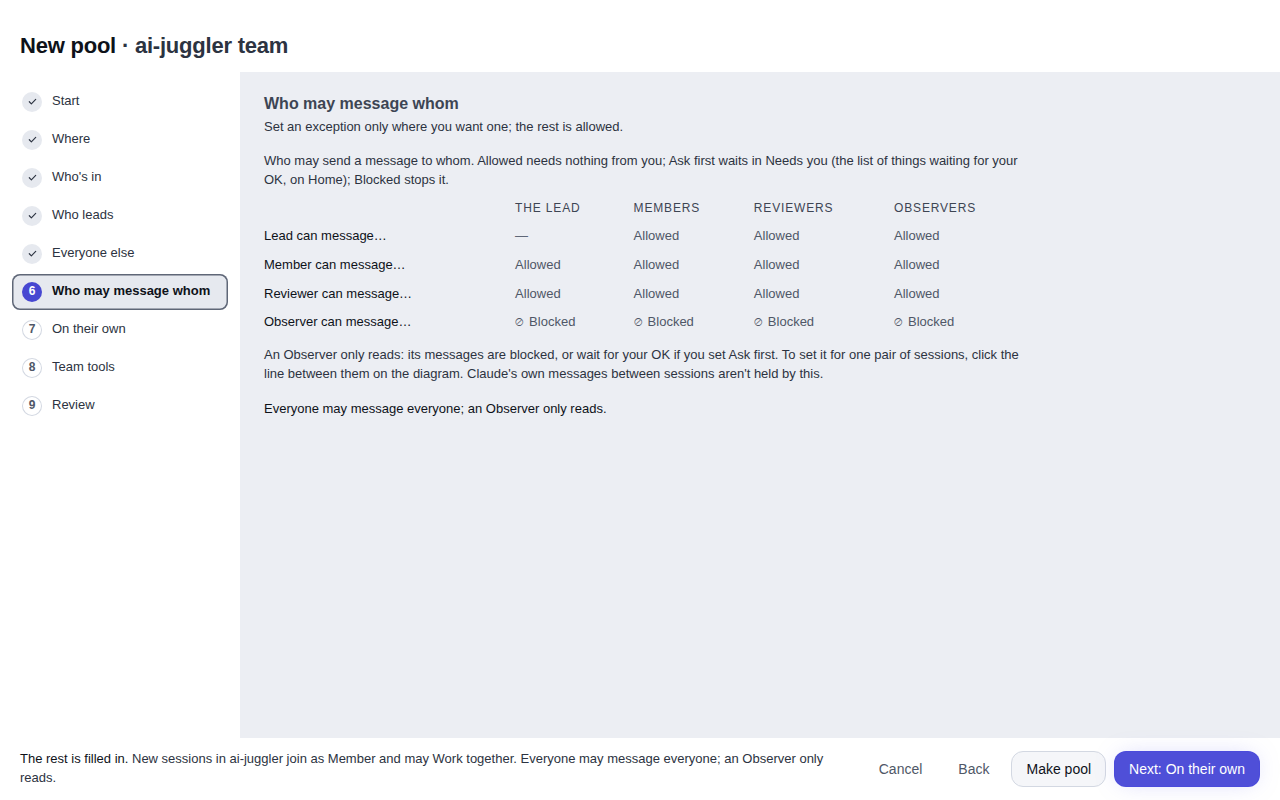 New pool · ai-juggler team
Start
Where
Who's in
Who leads
Everyone else
6 Who may message whom
7 On their own
8 Team tools
9 Review
Who may message whom
Set an exception only where you want one; the rest is allowed.
Who may send a message to whom. Allowed needs nothing from you; Ask first waits in Needs you (the list of things waiting for your
OK, on Home); Blocked stops it.
THE LEAD MEMBERS REVIEWERS OBSERVERS
Lead can message… — Allowed Allowed Allowed
Member can message… Allowed Allowed Allowed Allowed
Reviewer can message… Allowed Allowed Allowed Allowed
Observer can message… ⊘ Blocked ⊘ Blocked ⊘ Blocked ⊘ Blocked
An Observer only reads: its messages are blocked, or wait for your OK if you set Ask first. To set it for one pair of sessions, click the
line between them on the diagram. Claude's own messages between sessions aren't held by this.
Everyone may message everyone; an Observer only reads.
The rest is filled in. New sessions in ai-juggler join as Member and may Work together. Everyone may message everyone; an Observer only
reads.
Cancel Back Make pool Next: On their own